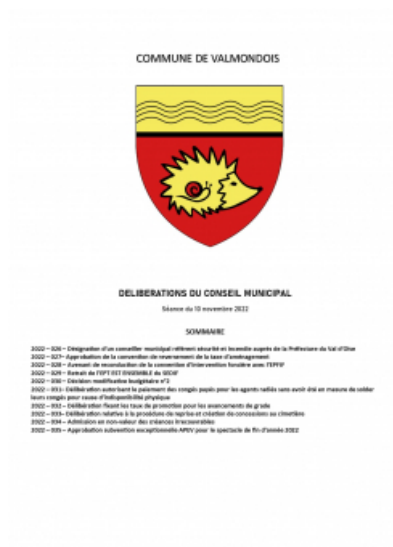 COMMUNE DE VALMONDOIS
DELIBERATIONS DU CONSEIL MUNICIPAL
Séance du 10 novembre 2022
SOMMAIRE
2022 – 026 – Désignation d'un conseiller municipal référent sécurité et incendie auprès de la Préfecture du Val d'Oise
2022 – 027– Approbation de la convention de reversement de la taxe d'aménagement
2022 – 028 – Avenant de reconduction de la convention d'intervention foncière avec l'EPFIF
2022 – 029 – Retrait de l'EPT EST ENSEMBLE du SEDIF
2022 – 030 – Décision modificative budgétaire n°2
2022 – 031– Délibération autorisant le paiement des congés payés pour les agents radiés sans avoir été en mesure de solder
leurs congés pour cause d'indisponibilité physique
2022 – 032 – Délibération fixant les taux de promotion pour les avancements de grade
2022 – 033– Délibération relative à la procédure de reprise et création de concessions au cimetière
2022 – 034 – Admission en non-valeur des créances irrécouvrables
2022 – 035 – Approbation subvention exceptionnelle APEV pour le spectacle de fin d'année 2022